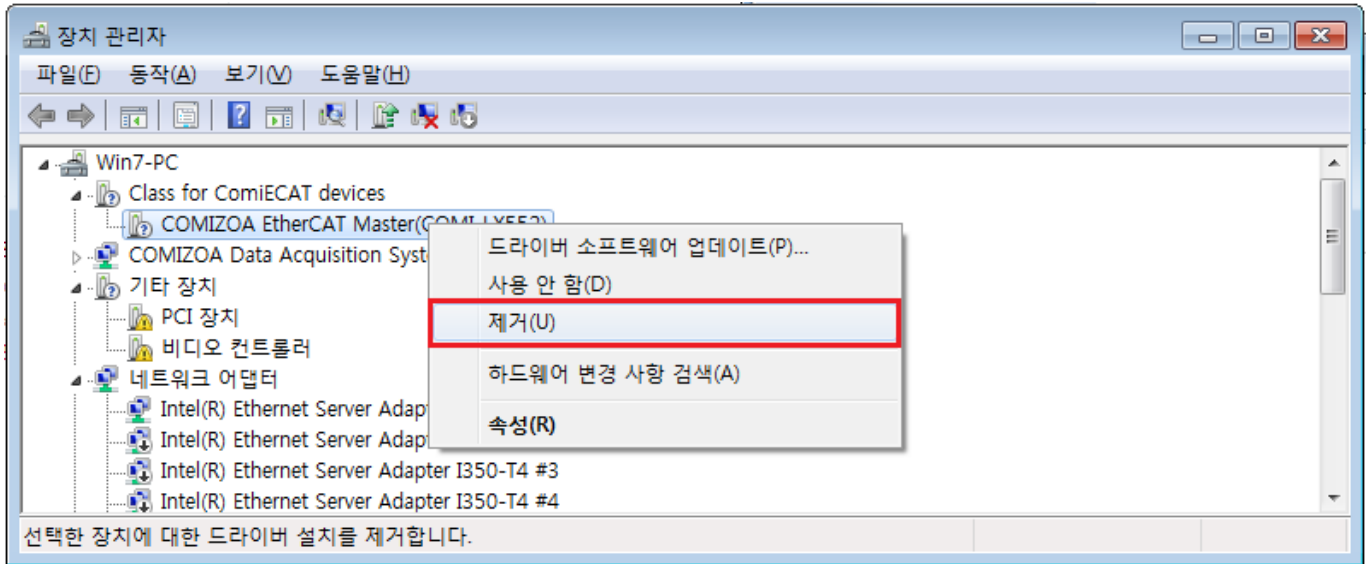 장치 관리자
파일(F) 동작(A) 보기(V) 도움말(H)
Win7-PC
Class for ComiECAT devices
COMIZOA EtherCAT Master(COMI-LX552)
COMIZOA Data Acquisition Syst
기타 장치
PCI 장치
비디오 컨트롤러
네트워크 어댑터
Intel(R) Ethernet Server Adap
Intel(R) Ethernet Server Adap
Intel(R) Ethernet Server Adapter I350-T4 #3
Intel(R) Ethernet Server Adapter I350-T4 #4
드라이버 소프트웨어 업데이트(P)...
사용 안 함(D)
제거(U)
하드웨어 변경 사항 검색(A)
속성(R)
선택한 장치에 대한 드라이버 설치를 제거합니다.